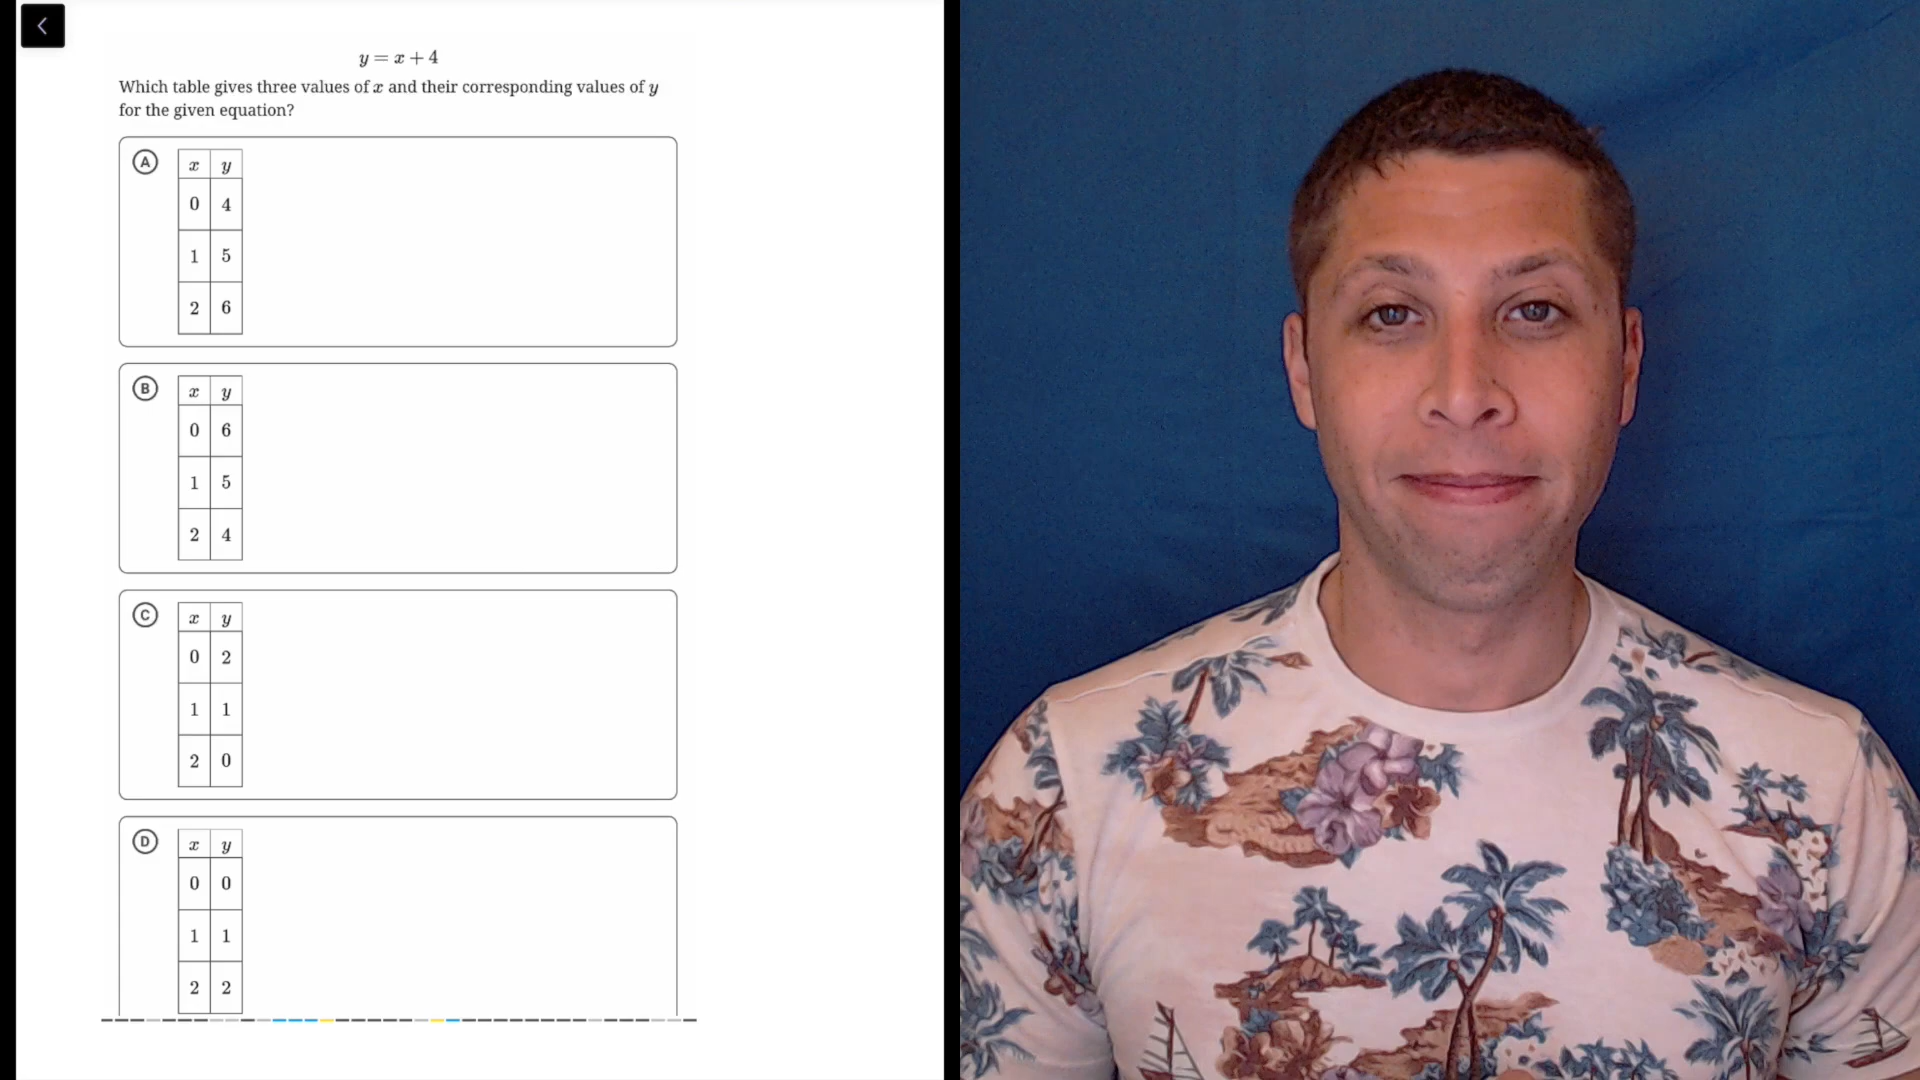 y = x + 4
Which table gives three values of x and their corresponding values of y
for the given equation?
A
x y
0 4
1 5
2 6
B
x y
0 6
1 5
2 4
C
x y
0 2
1 1
2 0
D
x y
0 0
1 1
2 2